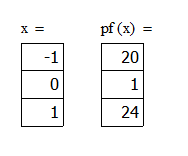 x = pf(x) =
-1 20
0 1
1 24